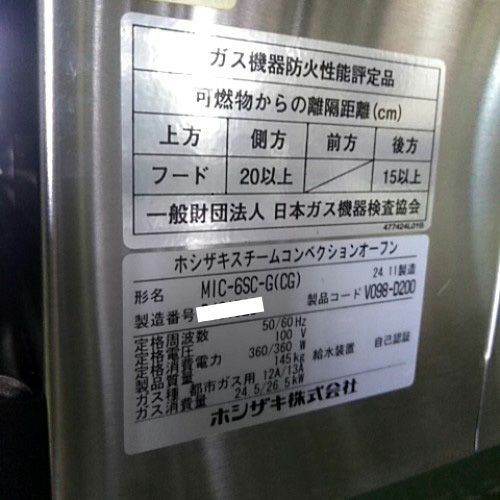 ガス機器防火性能評定品
可燃物からの離隔距離(cm)
上方 側方 前方 後方
フード 20以上 15以上
一般財団法人 日本ガス機器検査協会
477424L01B
ホシザキスチームコンベクションオーブン
形名 MIC-6SC-G(CG) 24.11製造
製造番号 製品コード V098-D200
定格周波数 50/60 Hz
定格電圧 100 V
定格消費電力 360/360 W
製品質量 145kg 給水装置 自己認証
ガス種 都市ガス用 12A/13A
ガス消費量 24.5/26.5kW
ホシザキ株式会社